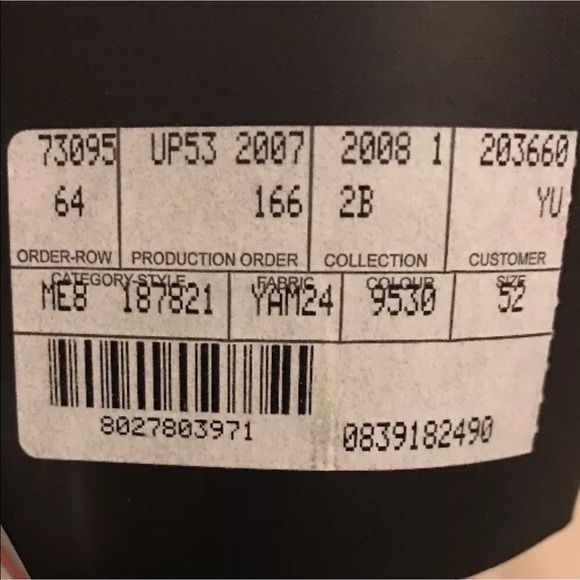 73095 UP53 2007 2008 1 203660
64 166 2B YU
ORDER-ROW PRODUCTION ORDER COLLECTION CUSTOMER
CATEGORY-STYLE FABRIC COLOUR SIZE
ME8 187821 YAM24 9530 52
8027803971 0839182490